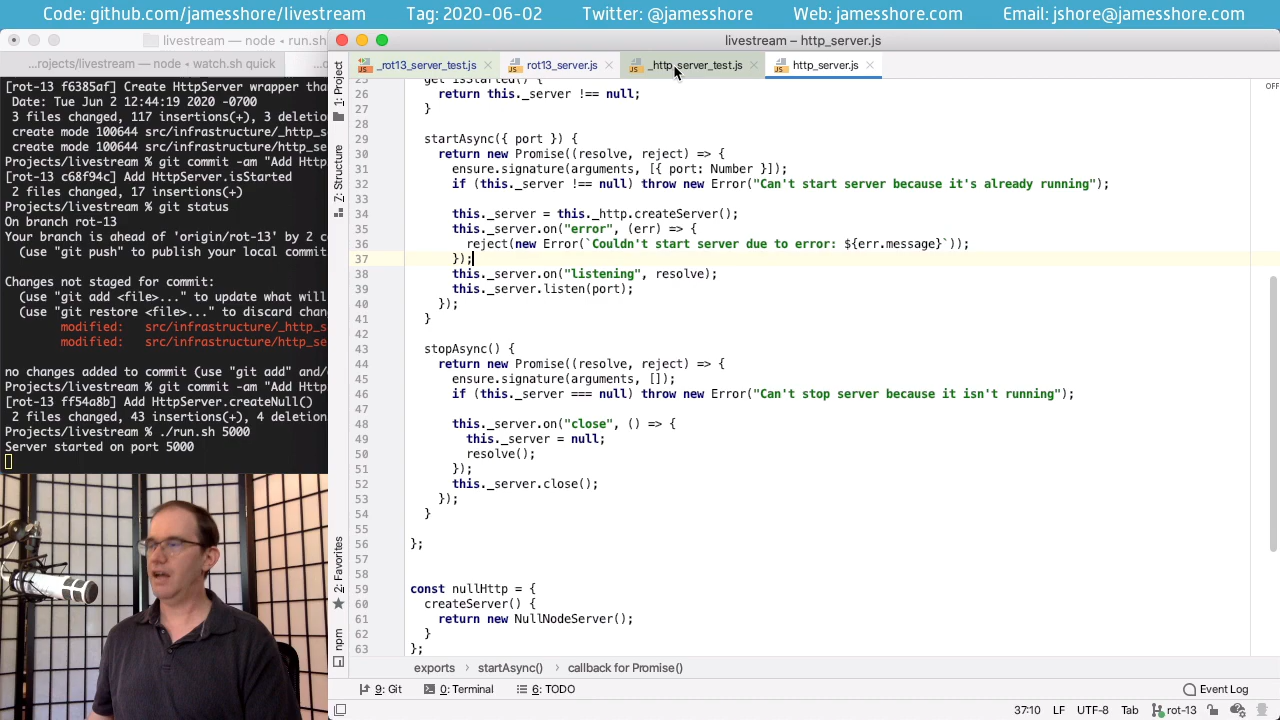 Code: github.com/jamesshore/livestream Tag: 2020-06-02 Twitter: @jamesshore Web: jamesshore.com Email: jshore@jamesshore.com
livestream — node ◂ run.sh
livestream – http_server.js
...rojects/livestream — node ◂ watch.sh quick
_rot13_server_test.js
rot13_server.js
_http_server_test.js
http_server.js
[rot-13 f6385af] Create HttpServer wrapper tha
Date: Tue Jun 2 12:44:19 2020 -0700
3 files changed, 117 insertions(+), 3 deletio
create mode 100644 src/infrastructure/_http_s
create mode 100644 src/infrastructure/http_se
Projects/livestream % git commit -am "Add Http
[rot-13 c68f94c] Add HttpServer.isStarted
2 files changed, 17 insertions(+)
Projects/livestream % git status
On branch rot-13
Your branch is ahead of 'origin/rot-13' by 2 c
(use "git push" to publish your local commit
Changes not staged for commit:
(use "git add <file>..." to update what will
(use "git restore <file>..." to discard chan
modified: src/infrastructure/_http_s
modified: src/infrastructure/http_se
no changes added to commit (use "git add" and/
Projects/livestream % git commit -am "Add Http
[rot-13 ff54a8b] Add HttpServer.createNull()
2 files changed, 43 insertions(+), 4 deletion
Projects/livestream % ./run.sh 5000
Server started on port 5000
1: Project
7: Structure
2: Favorites
npm
25 get isStarted() {
26 return this._server !== null;
27 }
28
29 startAsync({ port }) {
30 return new Promise((resolve, reject) => {
31 ensure.signature(arguments, [{ port: Number }]);
32 if (this._server !== null) throw new Error("Can't start server because it's already running");
33
34 this._server = this._http.createServer();
35 this._server.on("error", (err) => {
36 reject(new Error(`Couldn't start server due to error: ${err.message}`));
37 });
38 this._server.on("listening", resolve);
39 this._server.listen(port);
40 });
41 }
42
43 stopAsync() {
44 return new Promise((resolve, reject) => {
45 ensure.signature(arguments, []);
46 if (this._server === null) throw new Error("Can't stop server because it isn't running");
47
48 this._server.on("close", () => {
49 this._server = null;
50 resolve();
51 });
52 this._server.close();
53 });
54 }
55
56 };
57
58
59 const nullHttp = {
60 createServer() {
61 return new NullNodeServer();
62 }
63 };
OFF
exports › startAsync() › callback for Promise()
9: Git 0: Terminal 6: TODO Event Log
37:10 LF UTF-8 Tab rot-13